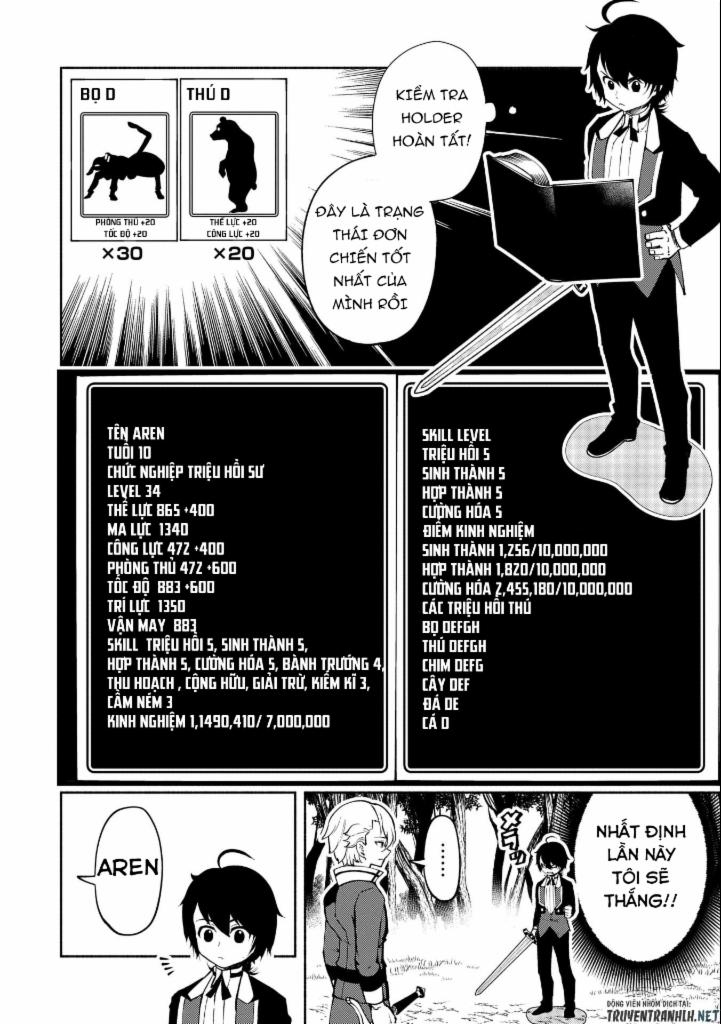 BỌ D
PHÒNG THỦ +20
TỐC ĐỘ +20
×30
THÚ D
THỂ LỰC +20
CÔNG LỰC +20
×20
KIỂM TRA
HOLDER
HOÀN TẤT!
ĐÂY LÀ TRẠNG
THÁI ĐƠN
CHIẾN TỐT
NHẤT CỦA
MÌNH RỒI
TÊN AREN
TUỔI 10
CHỨC NGHIỆP TRIỆU HỒI SƯ
LEVEL 34
THỂ LỰC 865 +400
MA LỰC 1340
CÔNG LỰC 472 +400
PHÒNG THỦ 472 +600
TỐC ĐỘ 883 +600
TRÍ LỰC 1350
VẬN MAY 883
SKILL TRIỆU HỒI 5, SINH THÀNH 5,
HỢP THÀNH 5, CƯỜNG HÓA 5, BÀNH TRƯỚNG 4,
THU HOẠCH , CỘNG HỮU, GIẢI TRỪ, KIẾM KĨ 3,
CẦM NÉM 3
KINH NGHIỆM 1,1490,410/ 7,000,000
SKILL LEVEL
TRIỆU HỒI 5
SINH THÀNH 5
HỢP THÀNH 5
CƯỜNG HÓA 5
ĐIỂM KINH NGHIỆM
SINH THÀNH 1,256/10,000,000
HỢP THÀNH 1,820/10,000,000
CƯỜNG HÓA 2,455,180/10,000,000
CÁC TRIỆU HỒI THÚ
BỌ DEFGH
THÚ DEFGH
CHIM DEFG
CÂY DEF
ĐÁ DE
CÁ D
AREN
......
メラッ
NHẤT ĐỊNH
LẦN NÀY
TÔI SẼ
THẮNG!!
ĐỘNG VIÊN NHÓM DỊCH TẠI:
TRUYENTRANHLH.NET